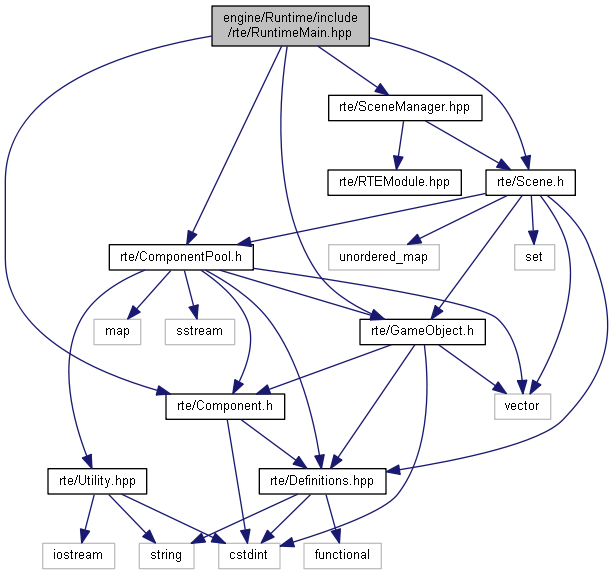 engine/Runtime/include
/rte/RuntimeMain.hpp
rte/SceneManager.hpp
rte/RTEModule.hpp
rte/Scene.h
rte/ComponentPool.h
unordered_map
set
map
sstream
rte/GameObject.h
rte/Component.h
vector
rte/Utility.hpp
rte/Definitions.hpp
iostream
string
cstdint
functional